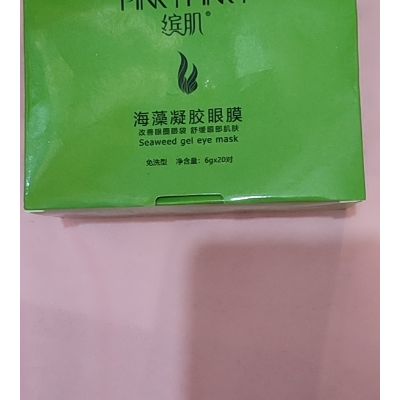 缤肌®
海藻凝胶眼膜
改善眼圈眼袋 舒缓眼部肌肤
Seaweed gel eye mask
免洗型 净含量：6gx20对